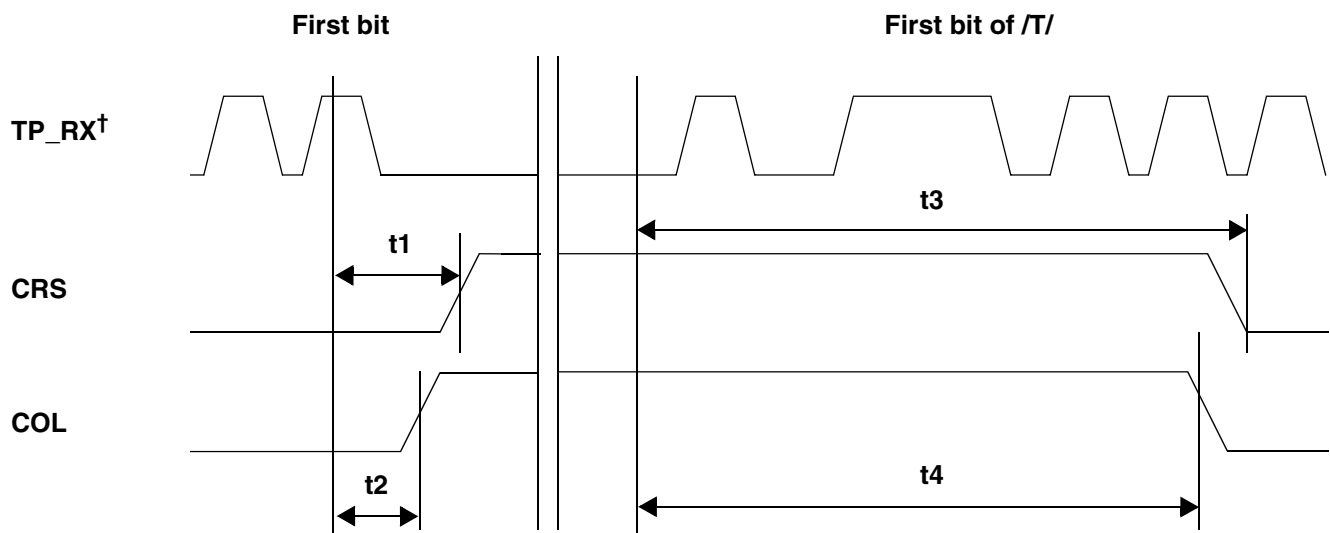 First bit
First bit of /T/
TP_RX†
t3
t1
CRS
COL
t4
t2